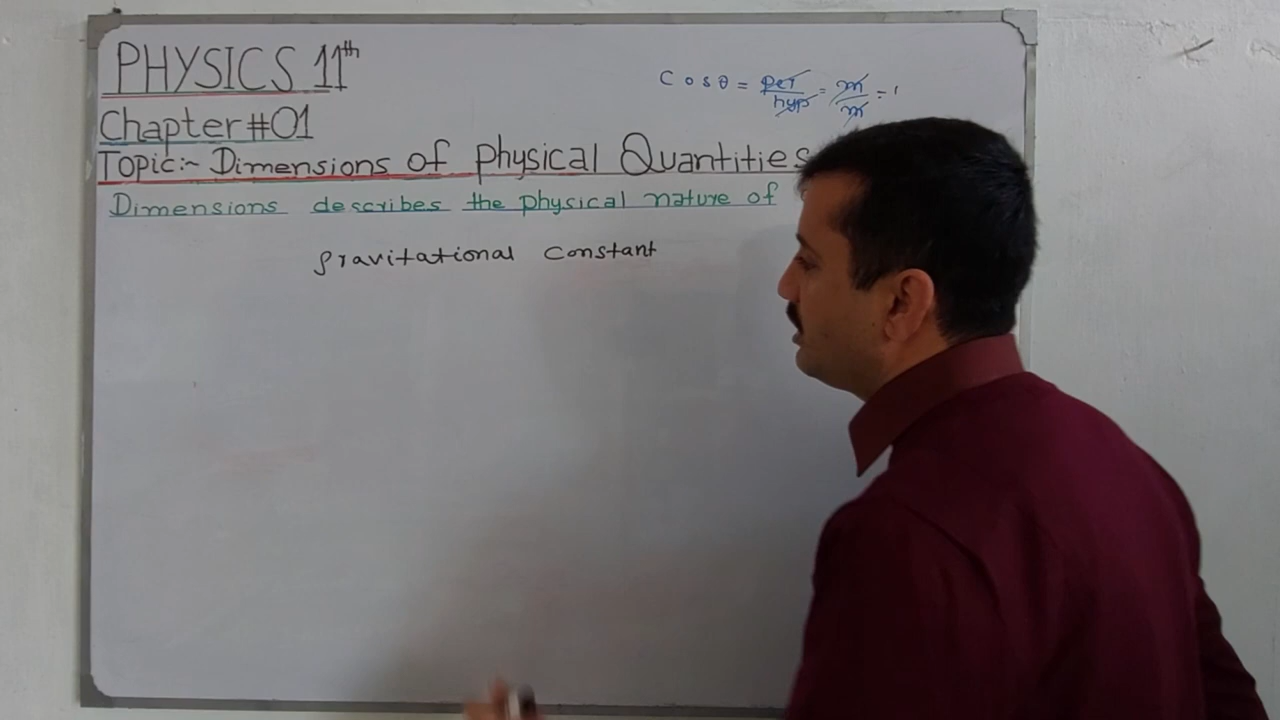 PHYSICS 11th
Cosθ = per/hyp = m/m = 1
Chapter#01
Topic:- Dimensions of Physical Quantities
Dimensions describes the physical nature of
gravitational constant